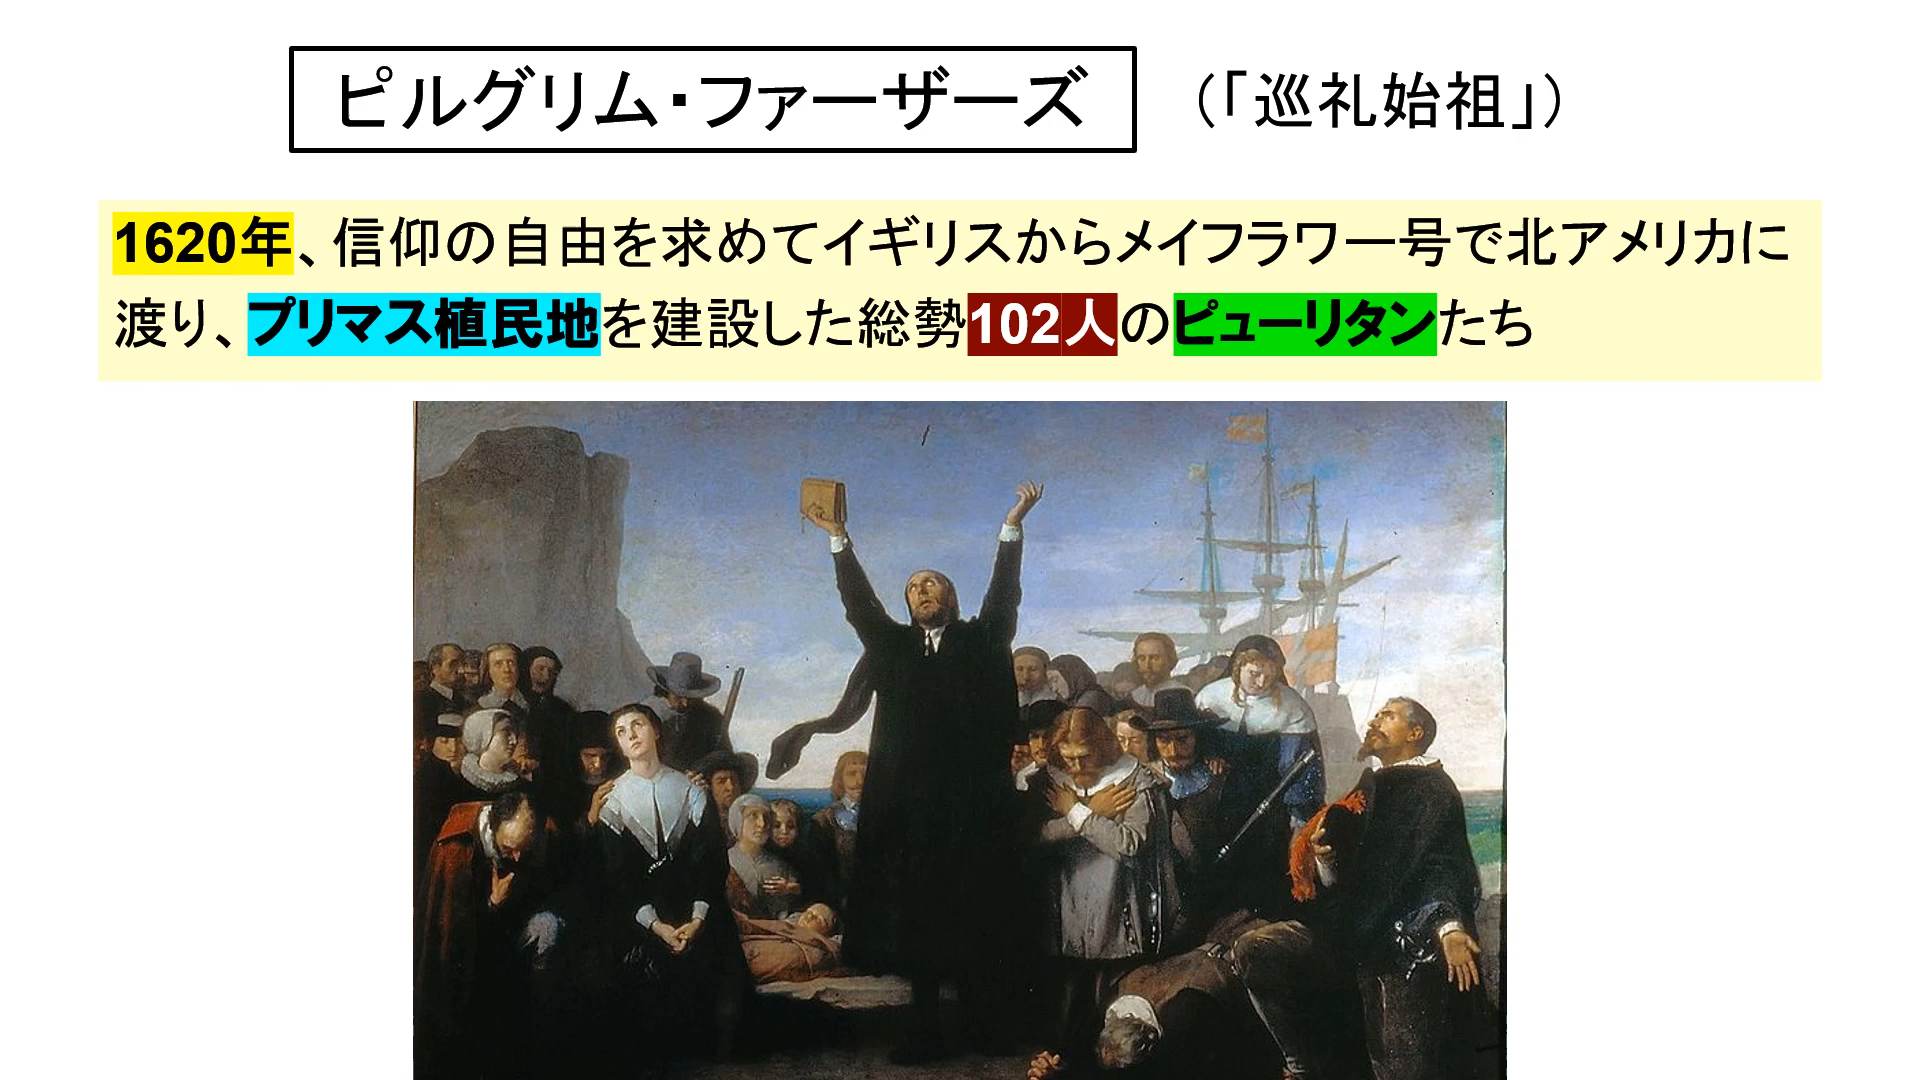 ピルグリム・ファーザーズ （「巡礼始祖」）
1620年、信仰の自由を求めてイギリスからメイフラワー号で北アメリカに
渡り、プリマス植民地を建設した総勢102人のピューリタンたち